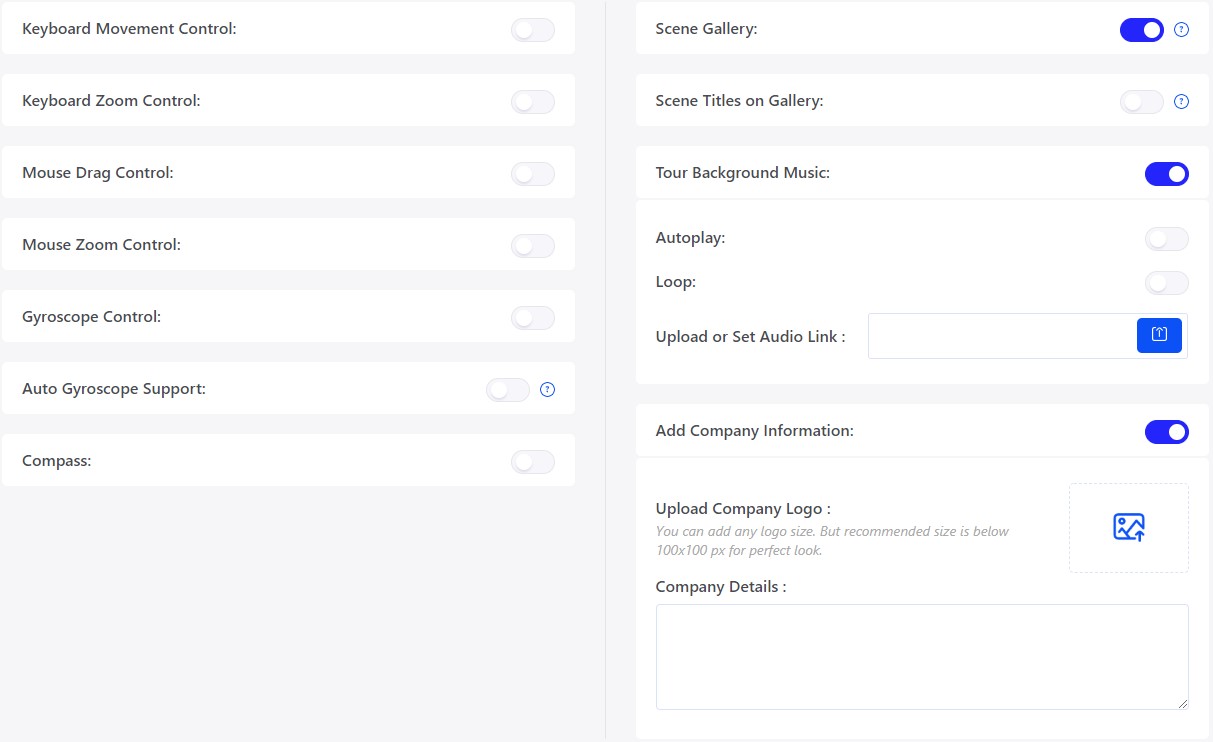 Keyboard Movement Control:
Keyboard Zoom Control:
Mouse Drag Control:
Mouse Zoom Control:
Gyroscope Control:
Auto Gyroscope Support:
?
Compass:
Scene Gallery:
?
Scene Titles on Gallery:
?
Tour Background Music:
Autoplay:
Loop:
Upload or Set Audio Link :
Add Company Information:
Upload Company Logo :
You can add any logo size. But recommended size is below
100x100 px for perfect look.
Company Details :